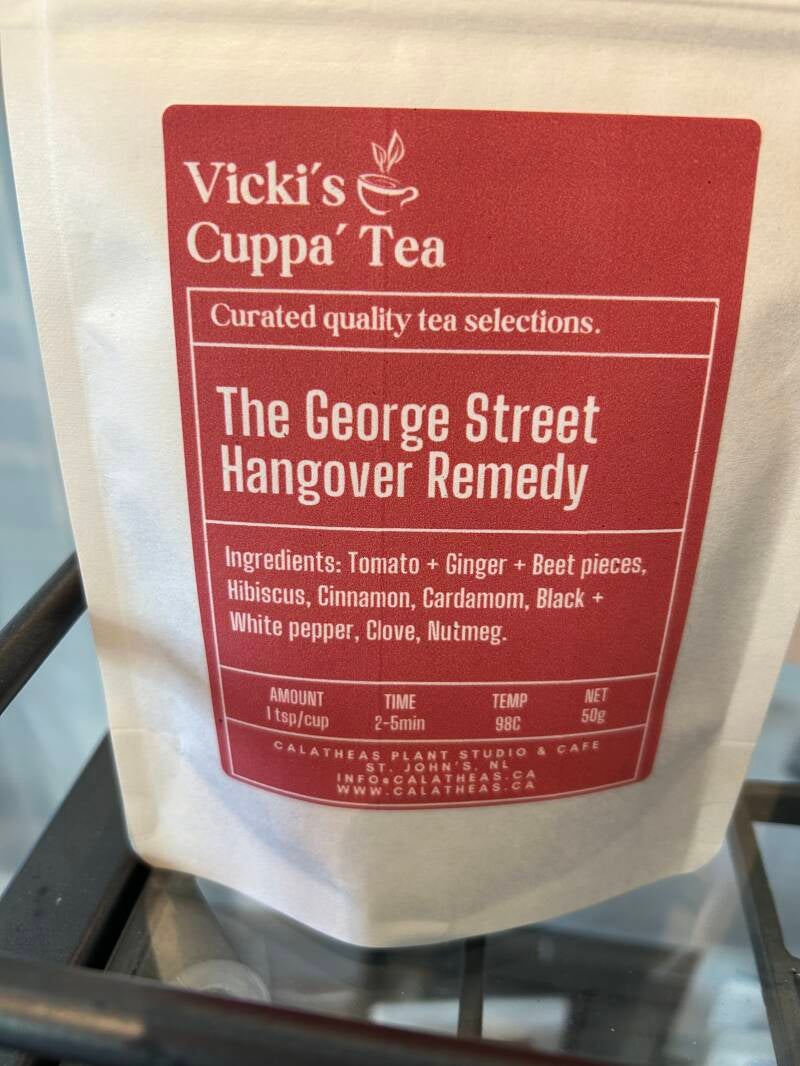 Vicki´s
Cuppa´ Tea
Curated quality tea selections.
The George Street
Hangover Remedy
Ingredients: Tomato + Ginger + Beet pieces,
Hibiscus, Cinnamon, Cardamom, Black +
White pepper, Clove, Nutmeg.
AMOUNT TIME TEMP NET
1 tsp/cup 2-5min 98C 50g
CALATHEAS PLANT STUDIO & CAFE
ST. JOHN'S, NL
INFO@CALATHEAS.CA
WWW.CALATHEAS.CA